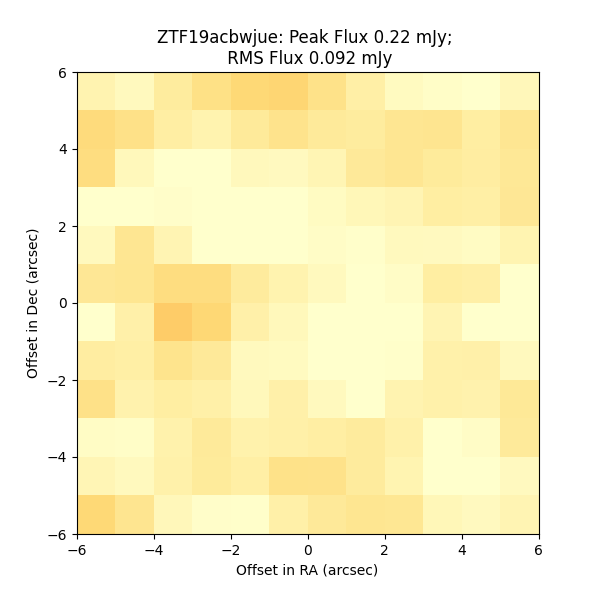 ZTF19acbwjue: Peak Flux 0.22 mJy;
RMS Flux 0.092 mJy
6
4
2
0
−2
−4
−6
Offset in Dec (arcsec)
−6 −4 −2 0 2 4 6
Offset in RA (arcsec)